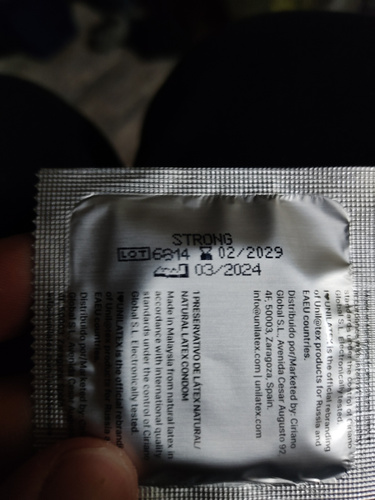 STRONG
LOT 6814 02/2029
03/2024
1 PRESERVATIVO DE LÁTEX NATURAL/
NATURAL LATEX CONDOM
Made in Malaysia from natural latex in
accordance with international quality
standards under the control of Ciriano
Global S.L. Electronically tested.
I♥UNILATEX is the official rebranding
of Unilatex products for Russia and
EAEU countries.
Distribuido por/Marketed by: Ciriano
Global S.L. Avenida Cesar Augusto 92
4F, 50003, Zaragoza, Spain.
info@unilatex.com | unilatex.com